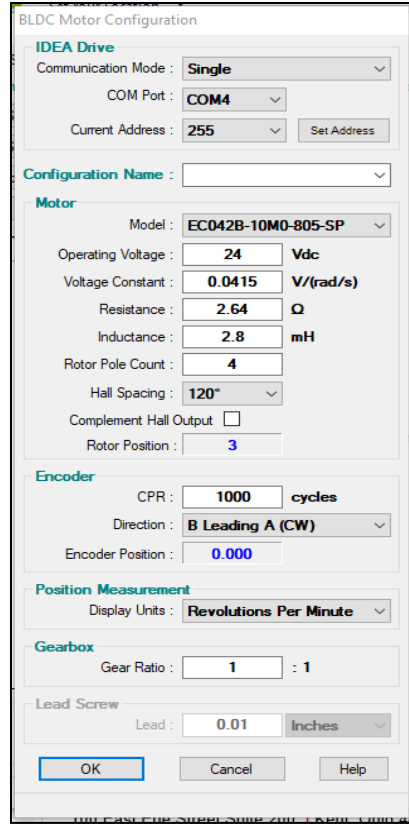 BLDC Motor Configuration
IDEA Drive
Communication Mode : Single
COM Port : COM4
Current Address : 255 Set Address
Configuration Name :
Motor
Model : EC042B-10M0-805-SP
Operating Voltage : 24 Vdc
Voltage Constant : 0.0415 V/(rad/s)
Resistance : 2.64 Ω
Inductance : 2.8 mH
Rotor Pole Count : 4
Hall Spacing : 120°
Complement Hall Output
Rotor Position : 3
Encoder
CPR : 1000 cycles
Direction : B Leading A (CW)
Encoder Position : 0.000
Position Measurement
Display Units : Revolutions Per Minute
Gearbox
Gear Ratio : 1 : 1
Lead Screw
Lead : 0.01 Inches
OK Cancel Help